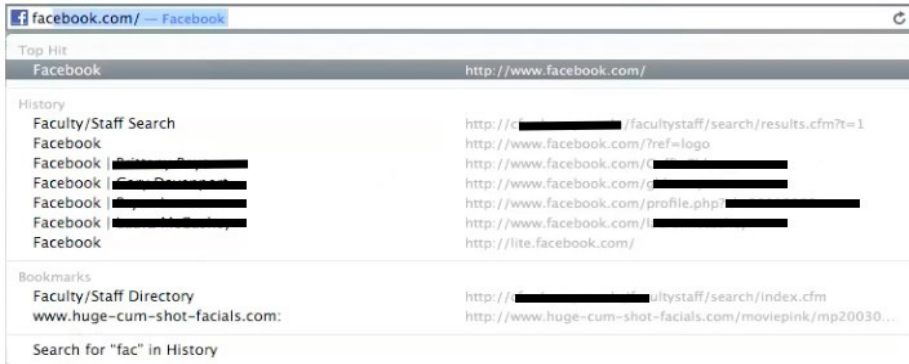 facebook.com/ — Facebook
Top Hit
Facebook http://www.facebook.com/
History
Faculty/Staff Search http://c /facultystaff/search/results.cfm?t=1
Facebook http://www.facebook.com/?ref=logo
Facebook | http://www.facebook.com/
Facebook | http://www.facebook.com/g
Facebook | http://www.facebook.com/profile.php?
Facebook | http://www.facebook.com/l
Facebook http://lite.facebook.com/
Bookmarks
Faculty/Staff Directory http://c ultystaff/search/index.cfm
www.huge-cum-shot-facials.com: http://www.huge-cum-shot-facials.com/moviepink/mp20030...
Search for "fac" in History